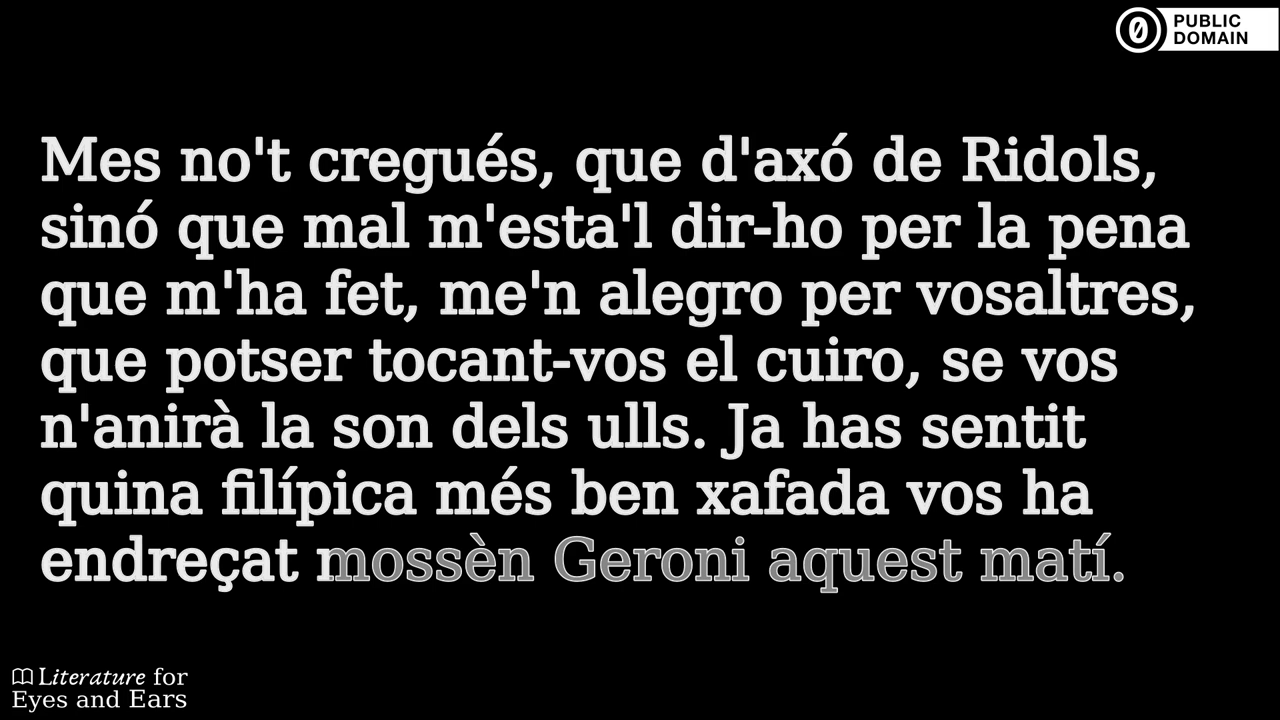 PUBLIC
DOMAIN
Mes no't cregués, que d'axó de Ridols,
sinó que mal m'esta'l dir-ho per la pena
que m'ha fet, me'n alegro per vosaltres,
que potser tocant-vos el cuiro, se vos
n'anirà la son dels ulls. Ja has sentit
quina filípica més ben xafada vos ha
endreçat mossèn Geroni aquest matí.
Literature for
Eyes and Ears